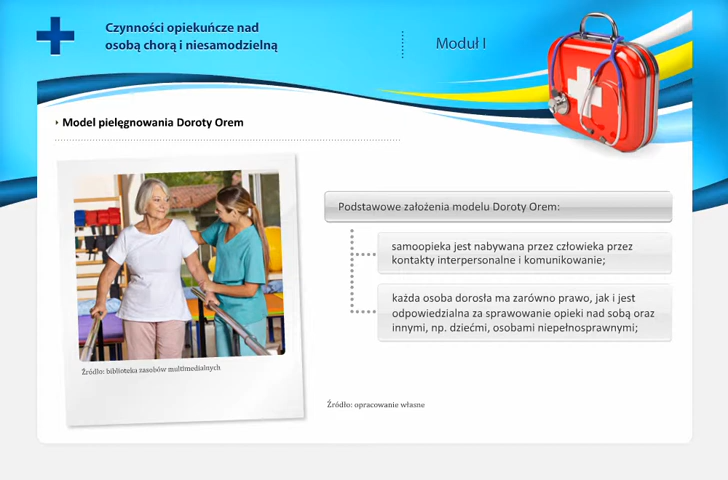 Czynności opiekuńcze nad
osobą chorą i niesamodzielną
Moduł I
Model pielęgnowania Doroty Orem
Podstawowe założenia modelu Doroty Orem:
samoopieka jest nabywana przez człowieka przez
kontakty interpersonalne i komunikowanie;
każda osoba dorosła ma zarówno prawo, jak i jest
odpowiedzialna za sprawowanie opieki nad sobą oraz
innymi, np. dziećmi, osobami niepełnosprawnymi;
Źródło: biblioteka zasobów multimedialnych
Źródło: opracowanie własne